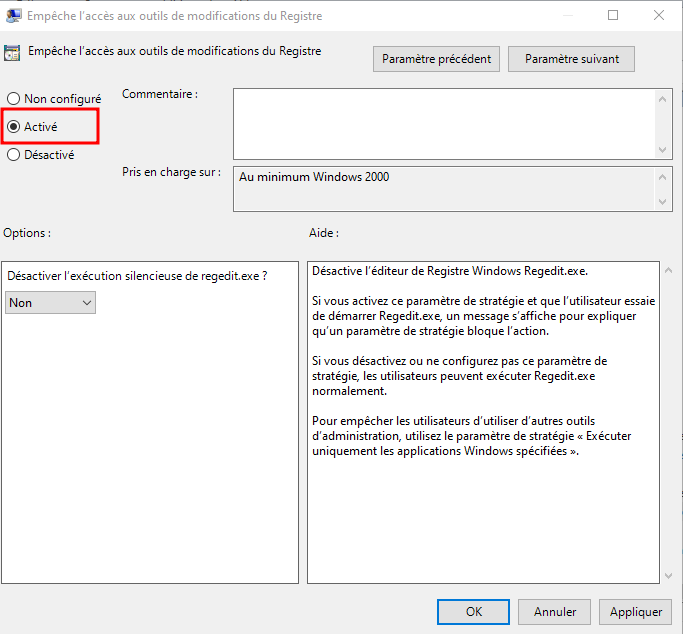 Empêche l'accès aux outils de modifications du Registre
Empêche l'accès aux outils de modifications du Registre
Paramètre précédent
Paramètre suivant
Non configuré
Activé
Désactivé
Commentaire :
Pris en charge sur :
Au minimum Windows 2000
Options :
Aide :
Désactiver l'exécution silencieuse de regedit.exe ?
Non
Désactive l'éditeur de Registre Windows Regedit.exe.
Si vous activez ce paramètre de stratégie et que l'utilisateur essaie
de démarrer Regedit.exe, un message s'affiche pour expliquer
qu'un paramètre de stratégie bloque l'action.
Si vous désactivez ou ne configurez pas ce paramètre de
stratégie, les utilisateurs peuvent exécuter Regedit.exe
normalement.
Pour empêcher les utilisateurs d'utiliser d'autres outils
d'administration, utilisez le paramètre de stratégie « Exécuter
uniquement les applications Windows spécifiées ».
OK
Annuler
Appliquer